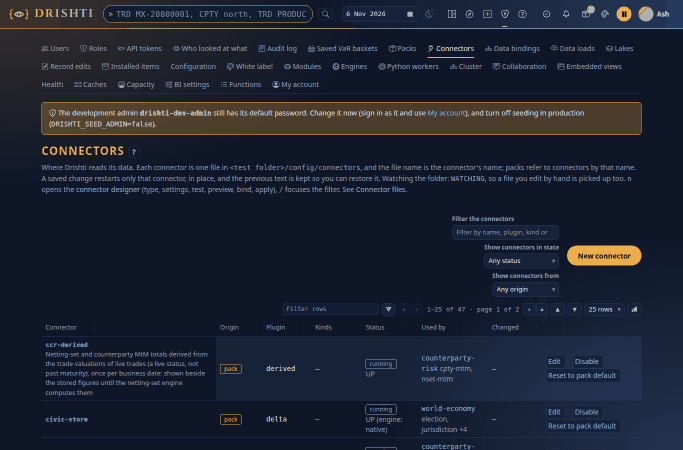 {👁} DRISHTI
> TRD MX-20000001, CPTY north, TRD PRODUC
6 Nov 2026
Ash
Users
Roles
API tokens
Who looked at what
Audit log
Saved VaR baskets
Packs
Connectors
Data bindings
Data loads
Lakes
Record edits
Installed items
Configuration
White label
Modules
Engines
Python workers
Cluster
Collaboration
Embedded views
Health
Caches
Capacity
BI settings
Functions
My account
The development admin drishti-dev-admin still has its default password. Change it now (sign in as it and use My account), and turn off seeding in production
(DRISHTI_SEED_ADMIN=false).
CONNECTORS ?
Where Drishti reads its data. Each connector is one file in <test folder>/config/connectors, and the file name is the connector's name; packs refer to connectors by that name.
A saved change restarts only that connector, in place, and the previous text is kept so you can restore it. Watching the folder: WATCHING, so a file you edit by hand is picked up too. n
opens the connector designer (type, settings, test, preview, bind, apply), / focuses the filter. See Connector files.
Filter the connectors
Filter by name, plugin, kind or
Show connectors in state
Any status
New connector
Show connectors from
Any origin
Filter rows
1–25 of 47 · page 1 of 2
25 rows
Connector Origin Plugin Kinds Status Used by Changed
ccr-derived
Netting-set and counterparty MtM totals derived
from the trade valuations of live trades (a live status, not
past maturity), once per business date: shown beside
the stored figures until the netting-set engine
computes them
pack
derived
–
running
UP
counterparty-
risk cpty-mtm,
nset-mtm
–
Edit
Disable
Reset to pack default
civic-store
pack
delta
–
running
UP (engine:
native)
world-economy
election,
jurisdiction +4
–
Edit
Disable
Reset to pack default
running
counterparty-